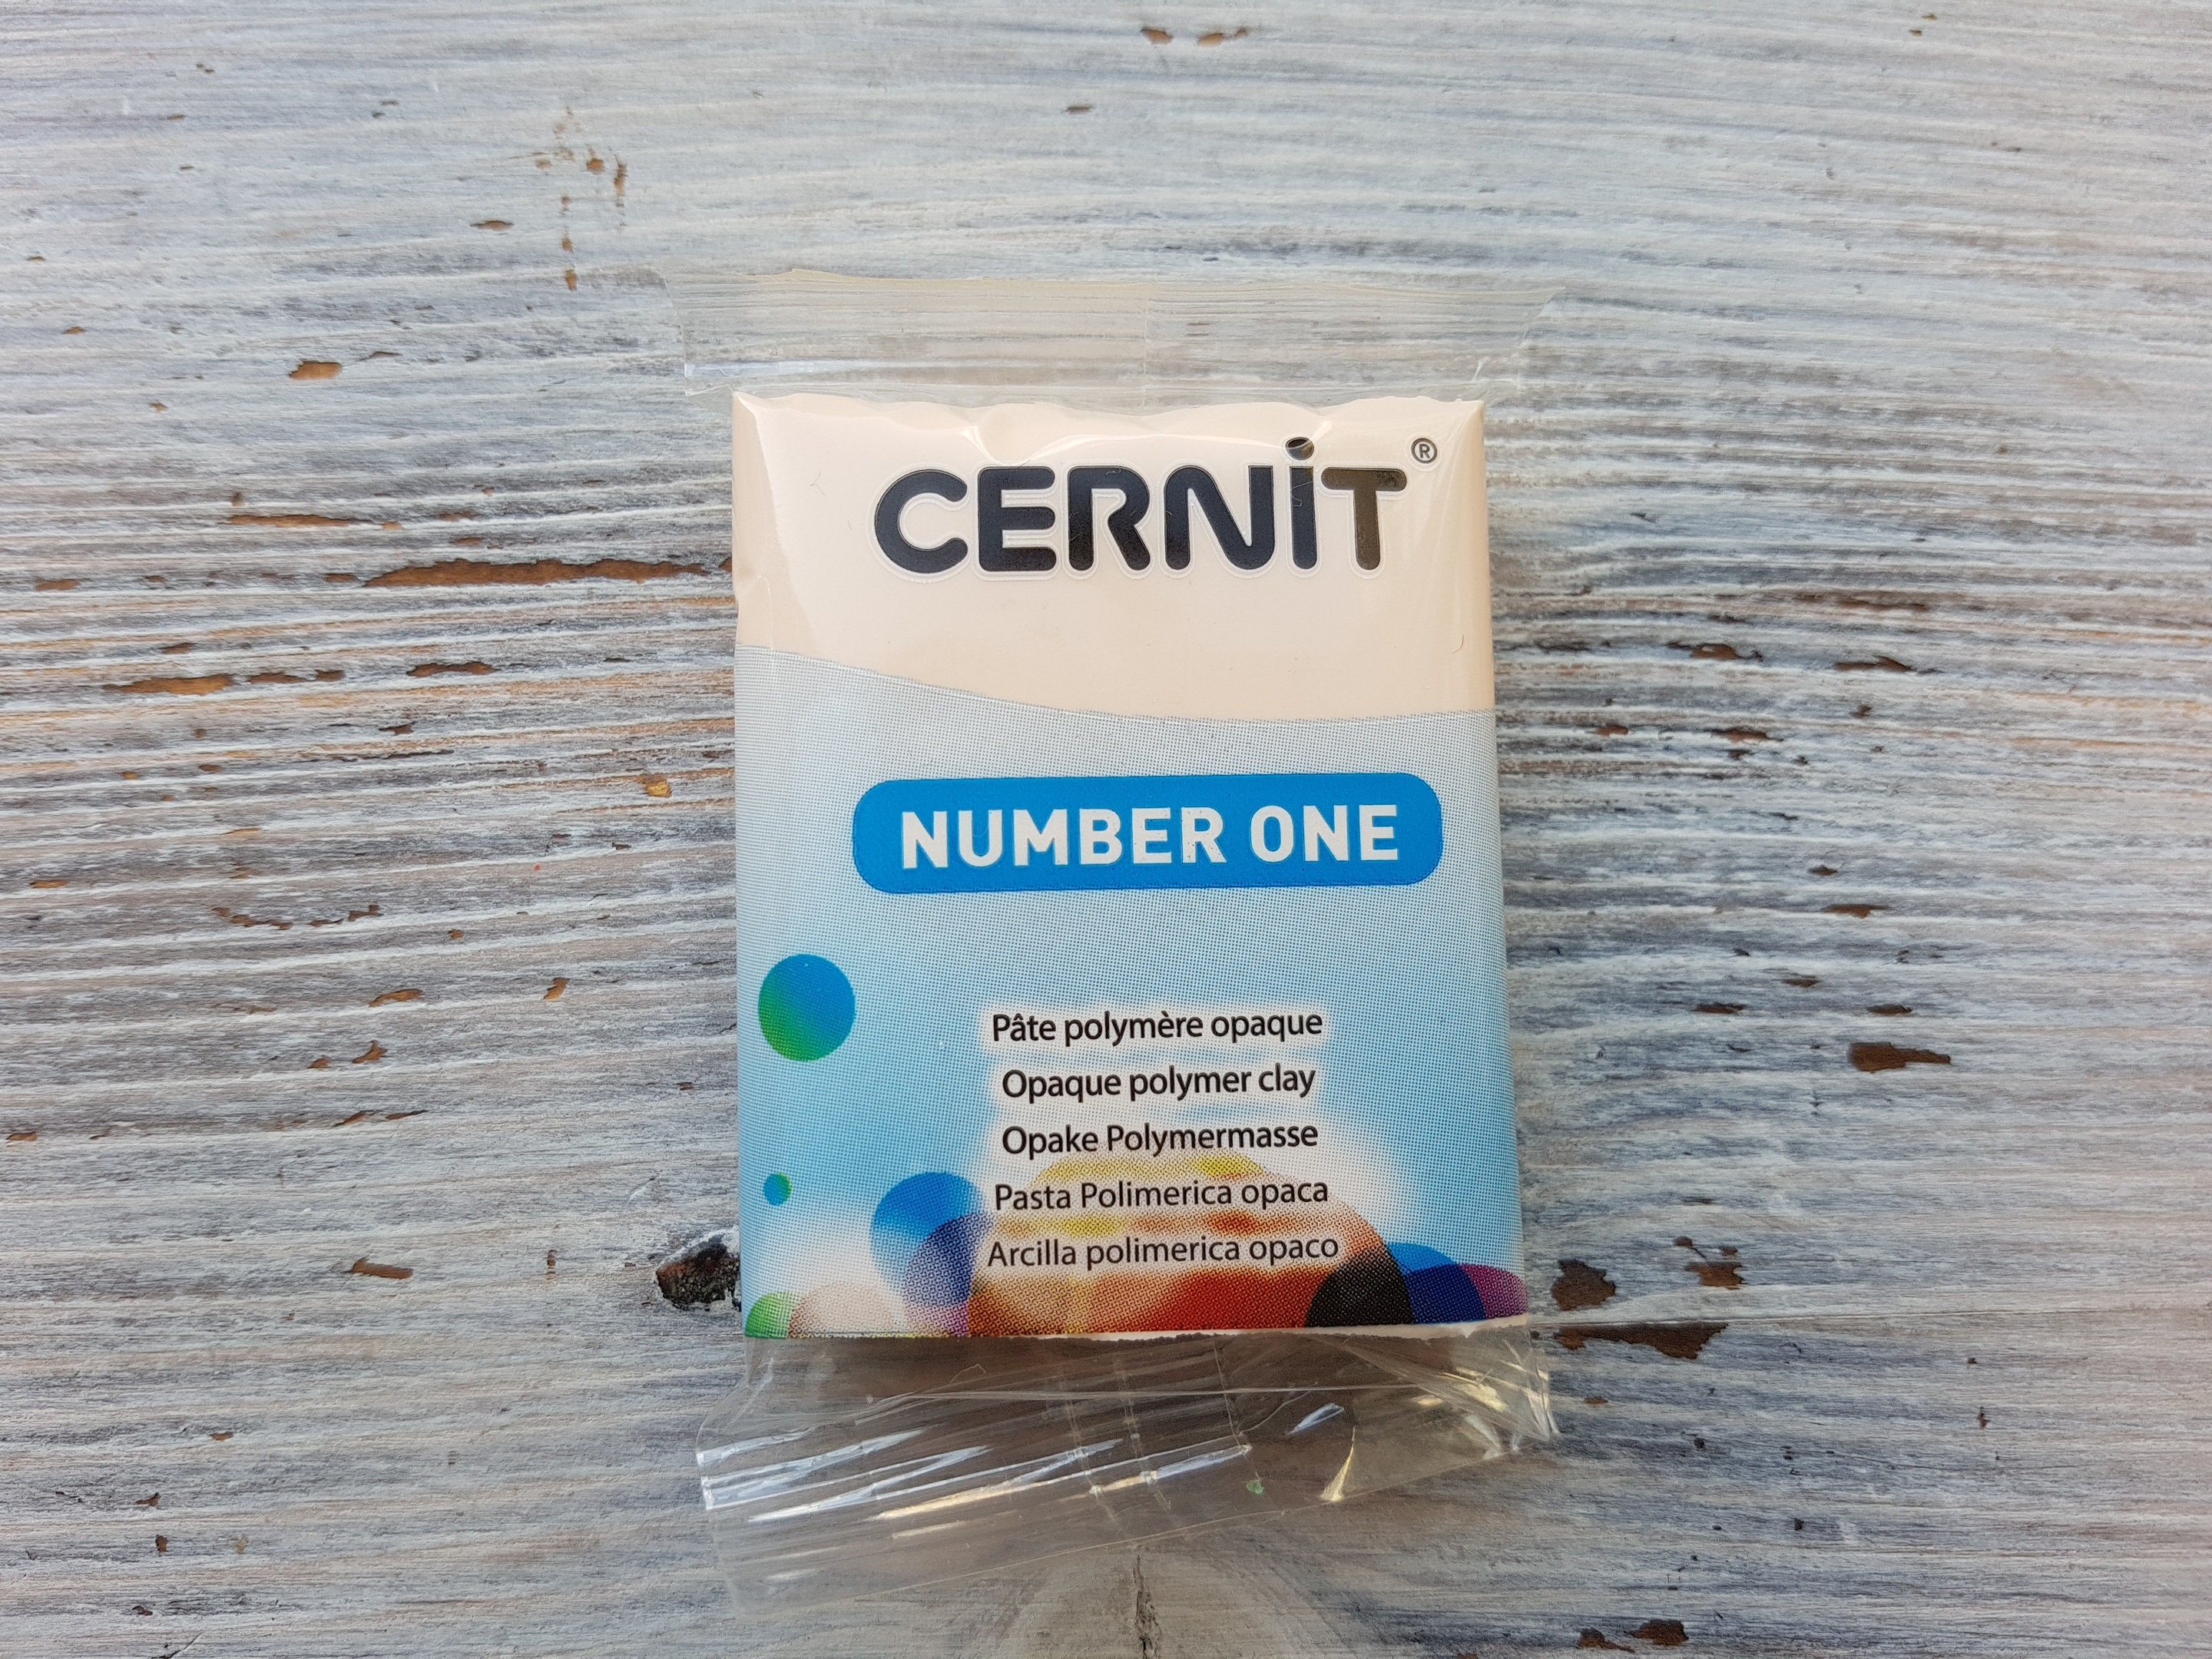 CERNiT®
NUMBER ONE
Pâte polymère opaque
Opaque polymer clay
Opake Polymermasse
Pasta Polimerica opaca
Arcilla polimerica opaco